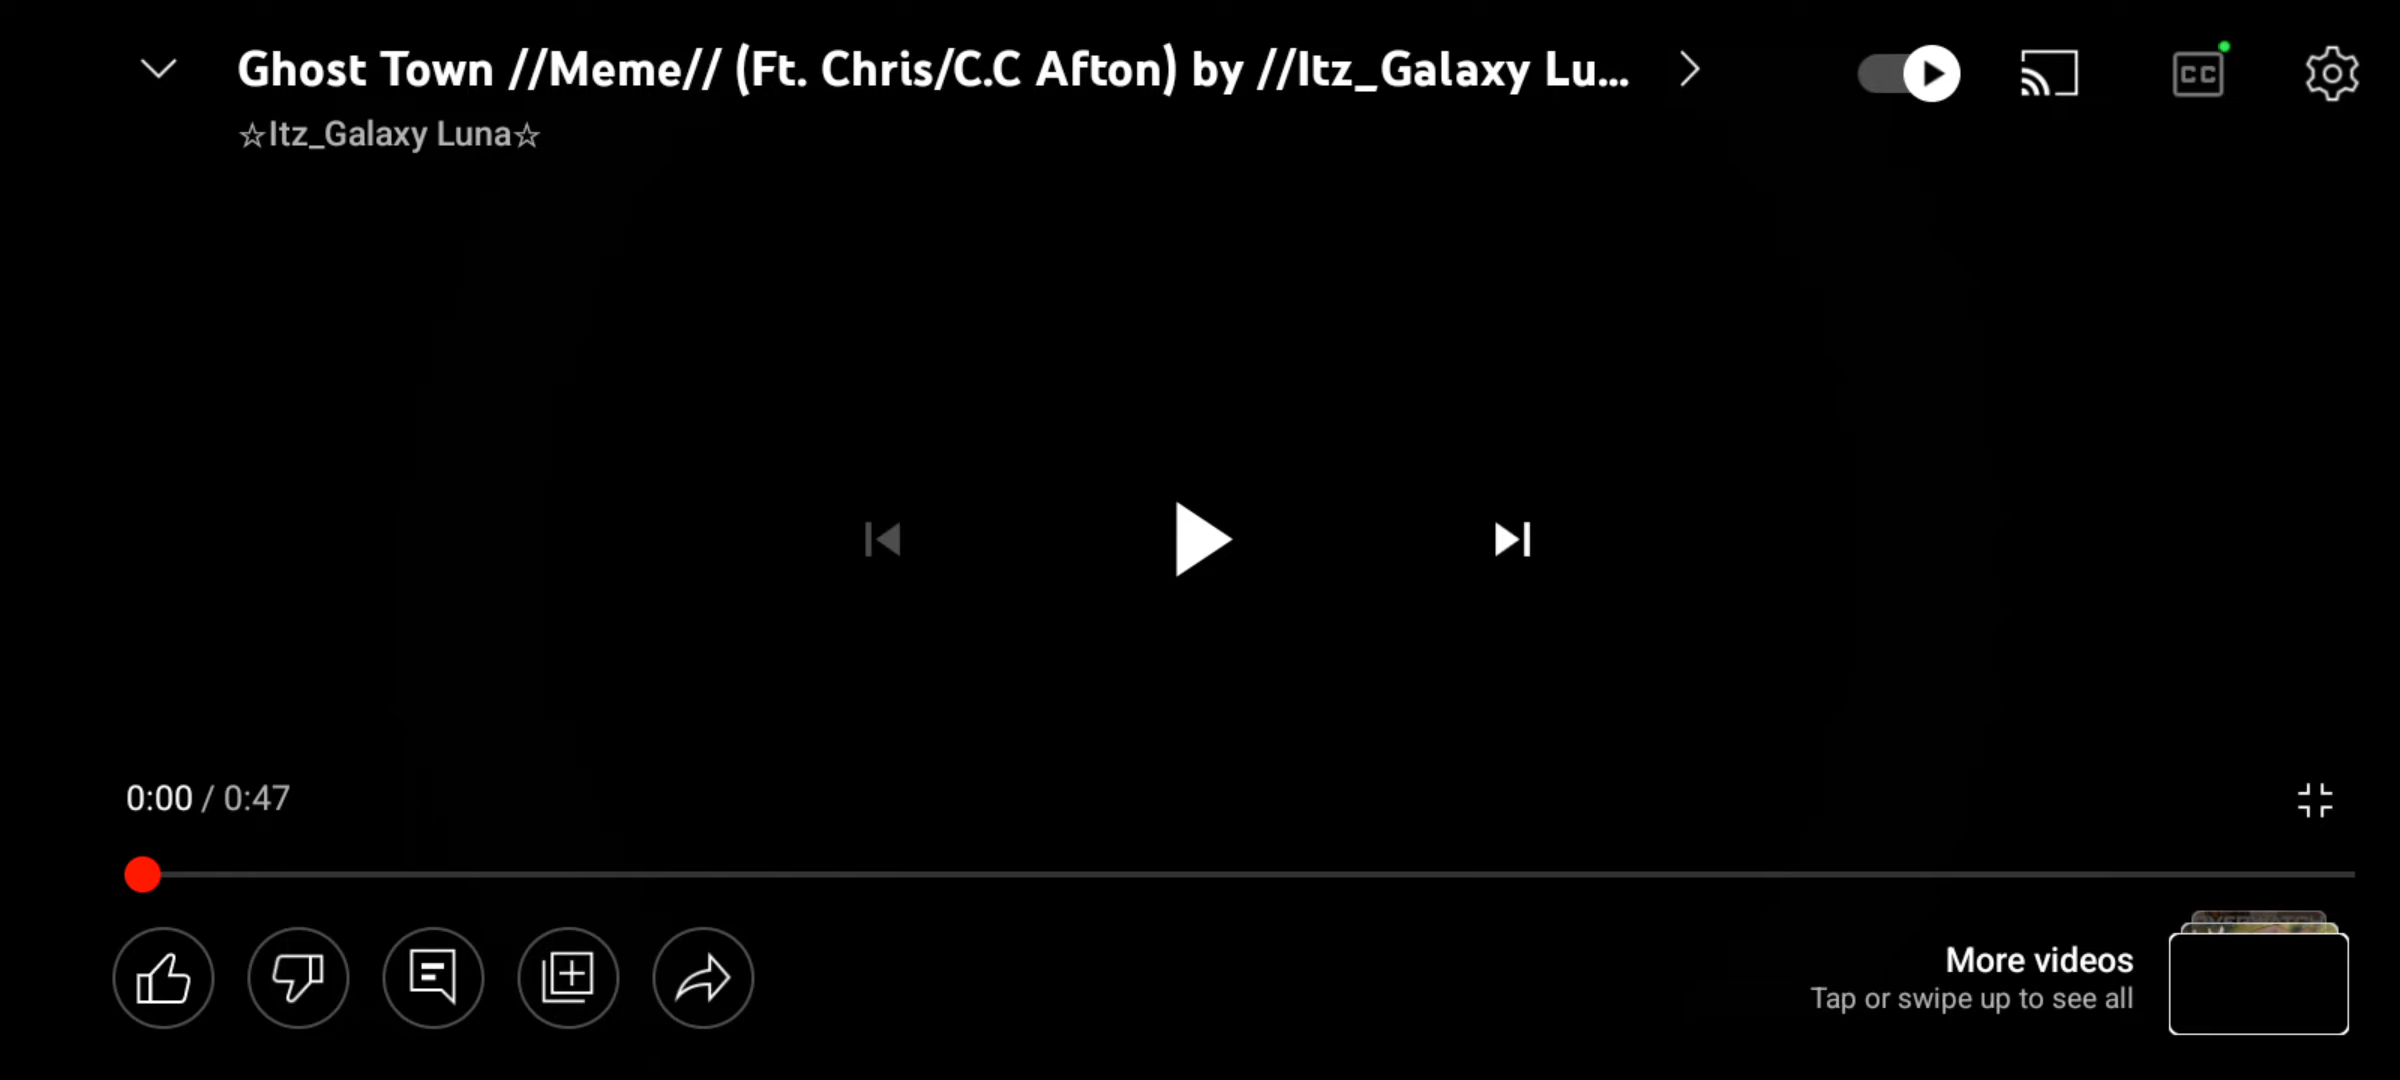 Ghost Town //Meme// (Ft. Chris/C.C Afton) by //Itz_Galaxy Lu...
☆Itz_Galaxy Luna☆
CC
0:00 / 0:47
More videos
Tap or swipe up to see all